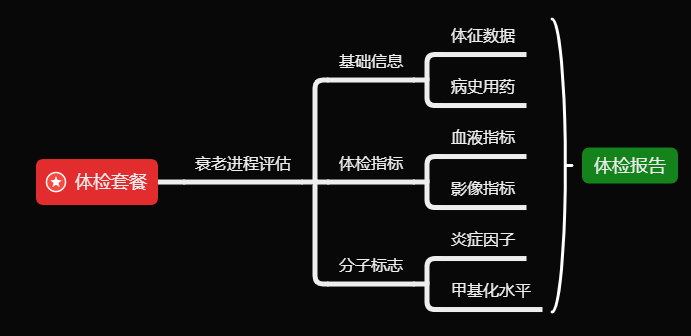 体征数据
基础信息
病史用药
血液指标
体检套餐
衰老进程评估
体检指标
体检报告
影像指标
炎症因子
分子标志
甲基化水平